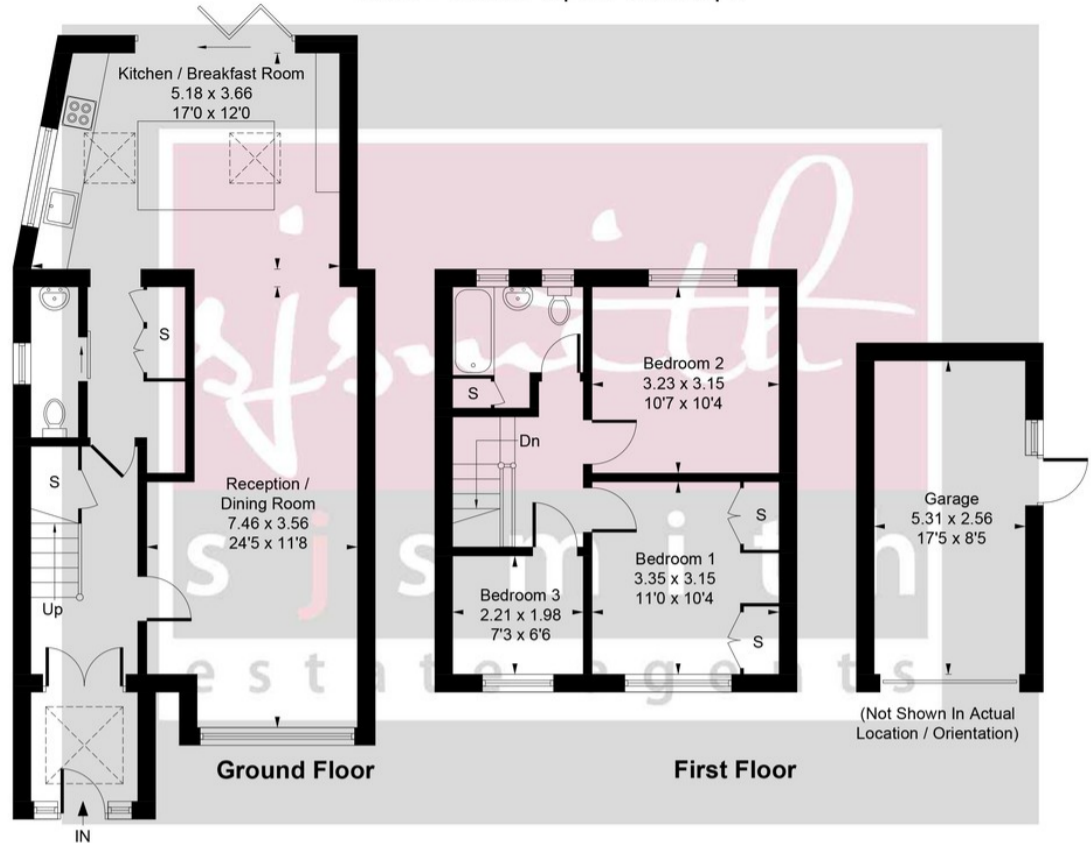 Kitchen / Breakfast Room
5.18 x 3.66
17'0 x 12'0
S
S
Reception /
Dining Room
7.46 x 3.56
24'5 x 11'8
Up
IN
Ground Floor
S
Dn
Bedroom 2
3.23 x 3.15
10'7 x 10'4
Bedroom 1
3.35 x 3.15
11'0 x 10'4
S
S
Bedroom 3
2.21 x 1.98
7'3 x 6'6
First Floor
Garage
5.31 x 2.56
17'5 x 8'5
(Not Shown In Actual
Location / Orientation)
sjsmith
sjsmith
estate agents